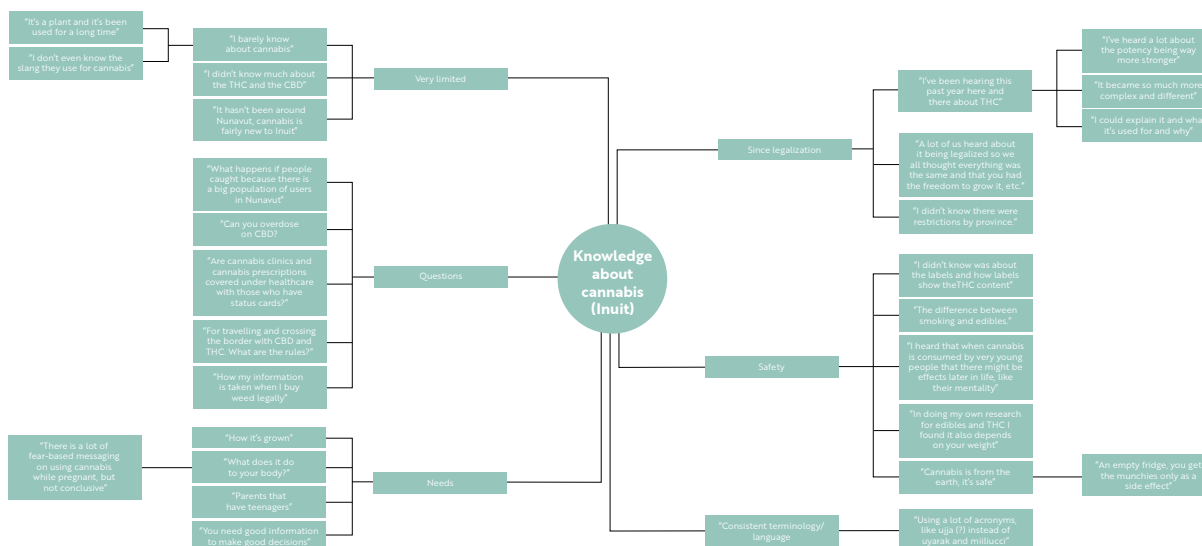 "It's a plant and it's been
used for a long time"
"I don't even know the
slang they use for cannabis"
"I barely know
about cannabis"
"I didn't know much about
the THC and the CBD"
"It hasn't been around
Nunavut, cannabis is
fairly new to Inuit"
Very limited
"What happens if people
caught because there is
a big population of users
in Nunavut"
"Can you overdose
on CBD?
"Are cannabis clinics and
cannabis prescriptions
covered under healthcare
with those who have
status cards?"
"For travelling and crossing
the border with CBD and
THC. What are the rules?"
"How my information
is taken when I buy
weed legally"
Questions
"There is a lot of
fear-based messaging
on using cannabis
while pregnant, but
not conclusive"
"How it's grown"
"What does it do
to your body?"
"Parents that
have teenagers"
"You need good information
to make good decisions"
Needs
Knowledge
about
cannabis
(Inuit)
Since legalization
"I've been hearing this
past year here and
there about THC"
"I've heard a lot about
the potency being way
more stronger"
"It became so much more
complex and different"
"I could explain it and what
it's used for and why"
"A lot of us heard about
it being legalized so we
all thought everything was
the same and that you had
the freedom to grow it, etc."
"I didn't know there were
restrictions by province."
Safety
"I didn't know was about
the labels and how labels
show theTHC content"
"The difference between
smoking and edibles."
"I heard that when cannabis
is consumed by very young
people that there might be
effects later in life, like
their mentality"
"In doing my own research
for edibles and THC I
found it also depends
on your weight"
"Cannabis is from the
earth, it's safe"
"An empty fridge, you get
the munchies only as a
side effect"
"Consistent terminology/
language
"Using a lot of acronyms,
like ujja (?) instead of
uyarak and miiliucci"